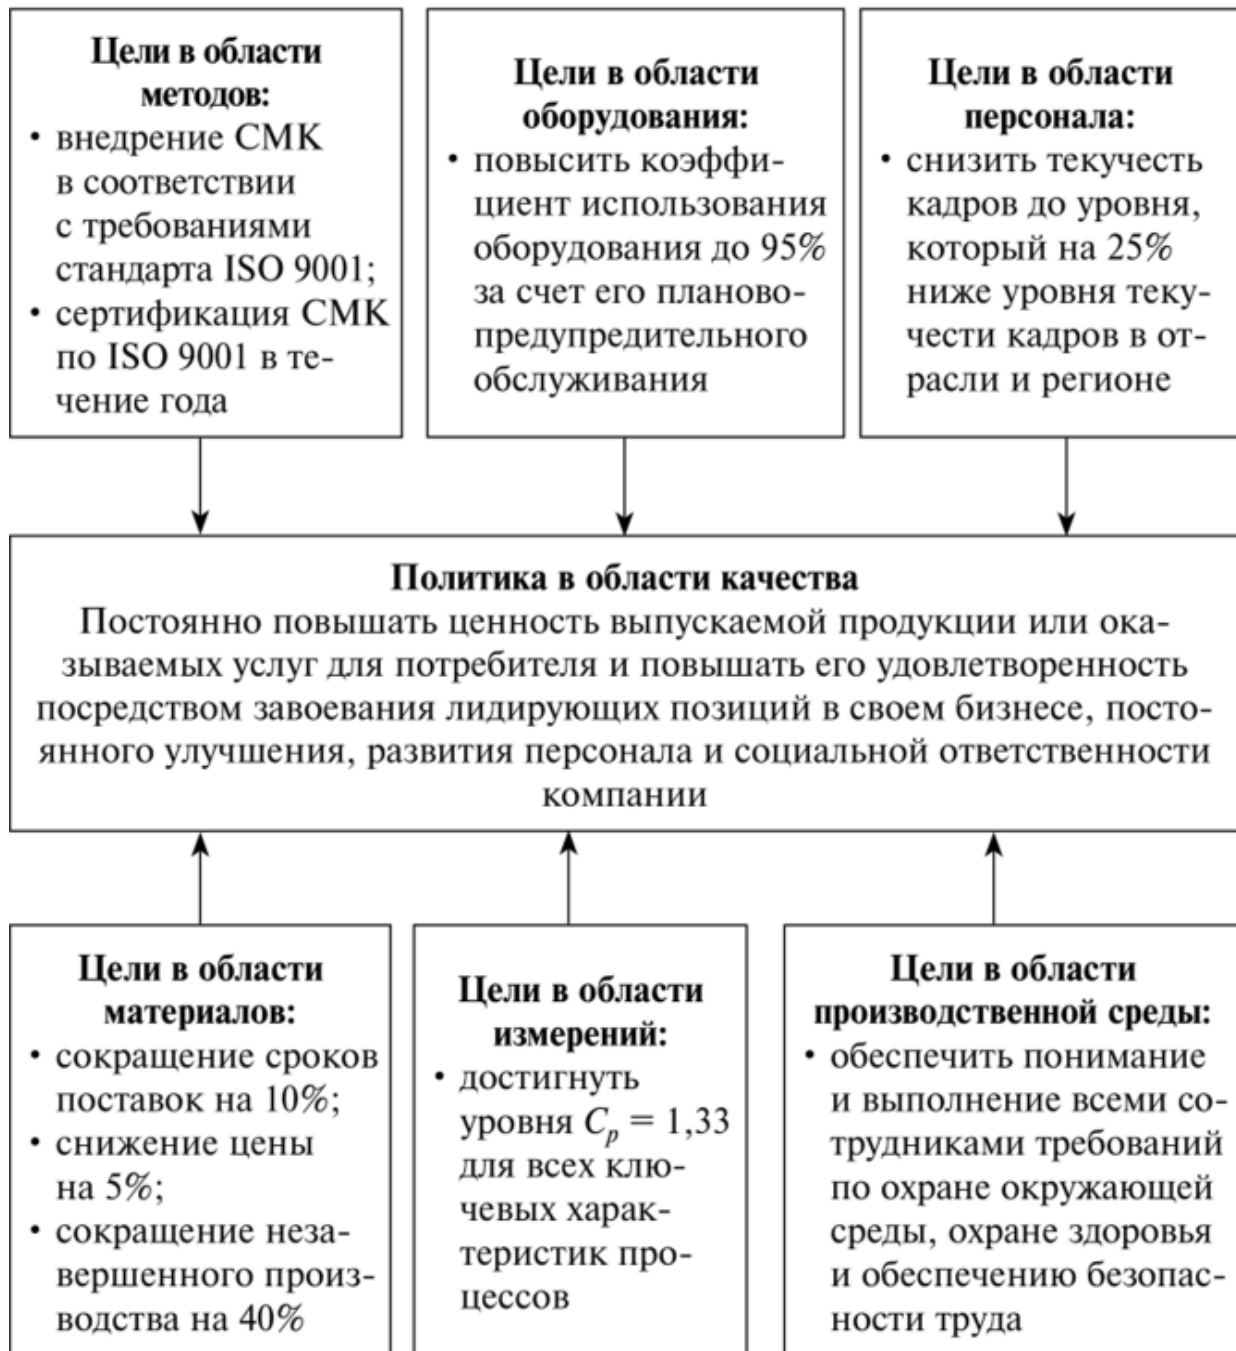 Цели в области
методов:
• внедрение СМК
в соответствии
с требованиями
стандарта ISO 9001;
• сертификация СМК
по ISO 9001 в те-
чение года
Цели в области
оборудования:
• повысить коэффи-
циент использования
оборудования до 95%
за счет его планово-
предупредительного
обслуживания
Цели в области
персонала:
• снизить текучесть
кадров до уровня,
который на 25%
ниже уровня теку-
чести кадров в от-
расли и регионе
Политика в области качества
Постоянно повышать ценность выпускаемой продукции или ока-
зываемых услуг для потребителя и повышать его удовлетворенность
посредством завоевания лидирующих позиций в своем бизнесе, посто-
янного улучшения, развития персонала и социальной ответственности
компании
Цели в области
материалов:
• сокращение сроков
поставок на 10%;
• снижение цены
на 5%;
• сокращение неза-
вершенного произ-
водства на 40%
Цели в области
измерений:
• достигнуть
уровня Cₚ = 1,33
для всех клю-
чевых харак-
теристик про-
цессов
Цели в области
производственной среды:
• обеспечить понимание
и выполнение всеми со-
трудниками требований
по охране окружающей
среды, охране здоровья
и обеспечению безопас-
ности труда